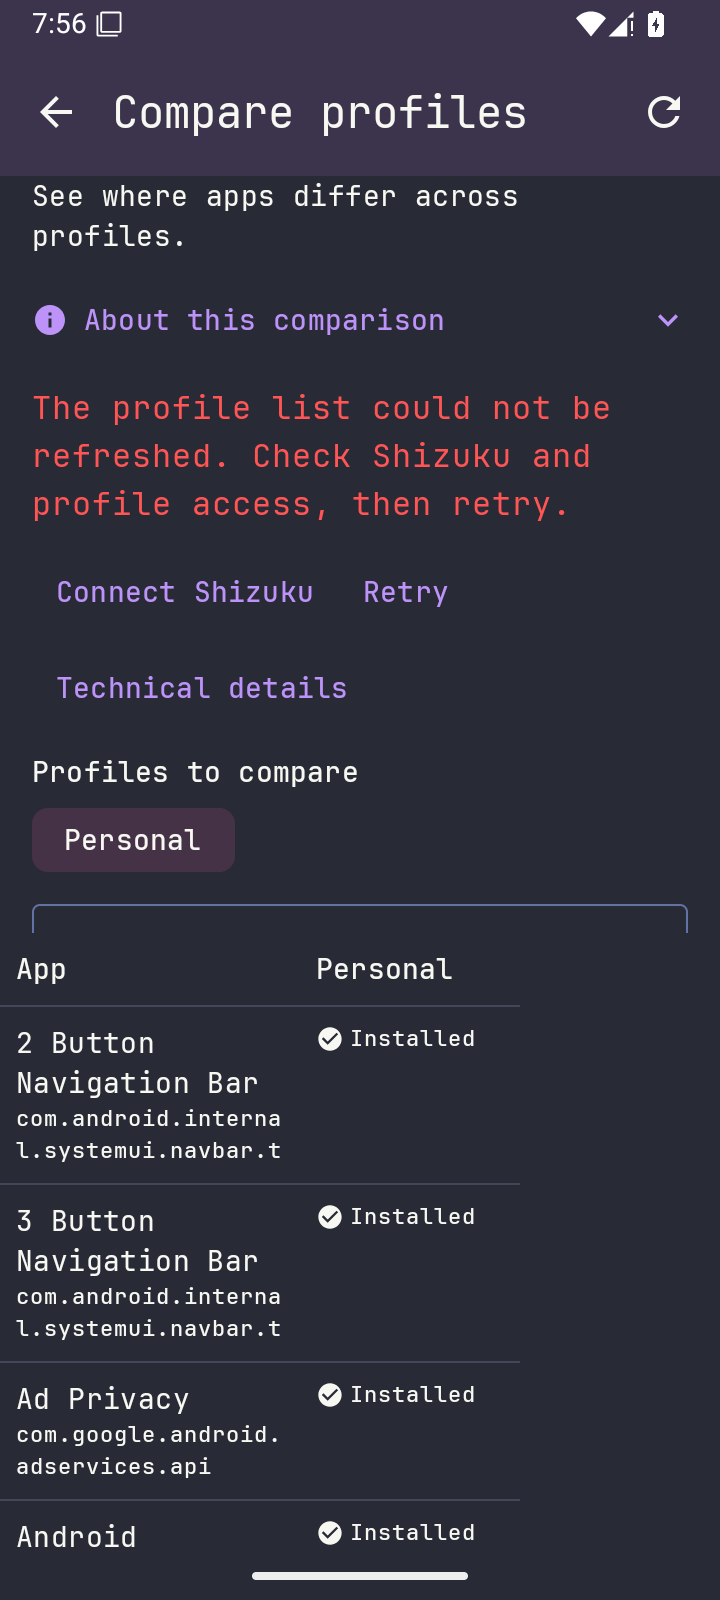 7:56
Compare profiles
See where apps differ across
profiles.
About this comparison
The profile list could not be
refreshed. Check Shizuku and
profile access, then retry.
Connect Shizuku Retry
Technical details
Profiles to compare
Personal
App Personal
2 Button Installed
Navigation Bar
com.android.interna
l.systemui.navbar.t
3 Button Installed
Navigation Bar
com.android.interna
l.systemui.navbar.t
Ad Privacy Installed
com.google.android.
adservices.api
Android Installed